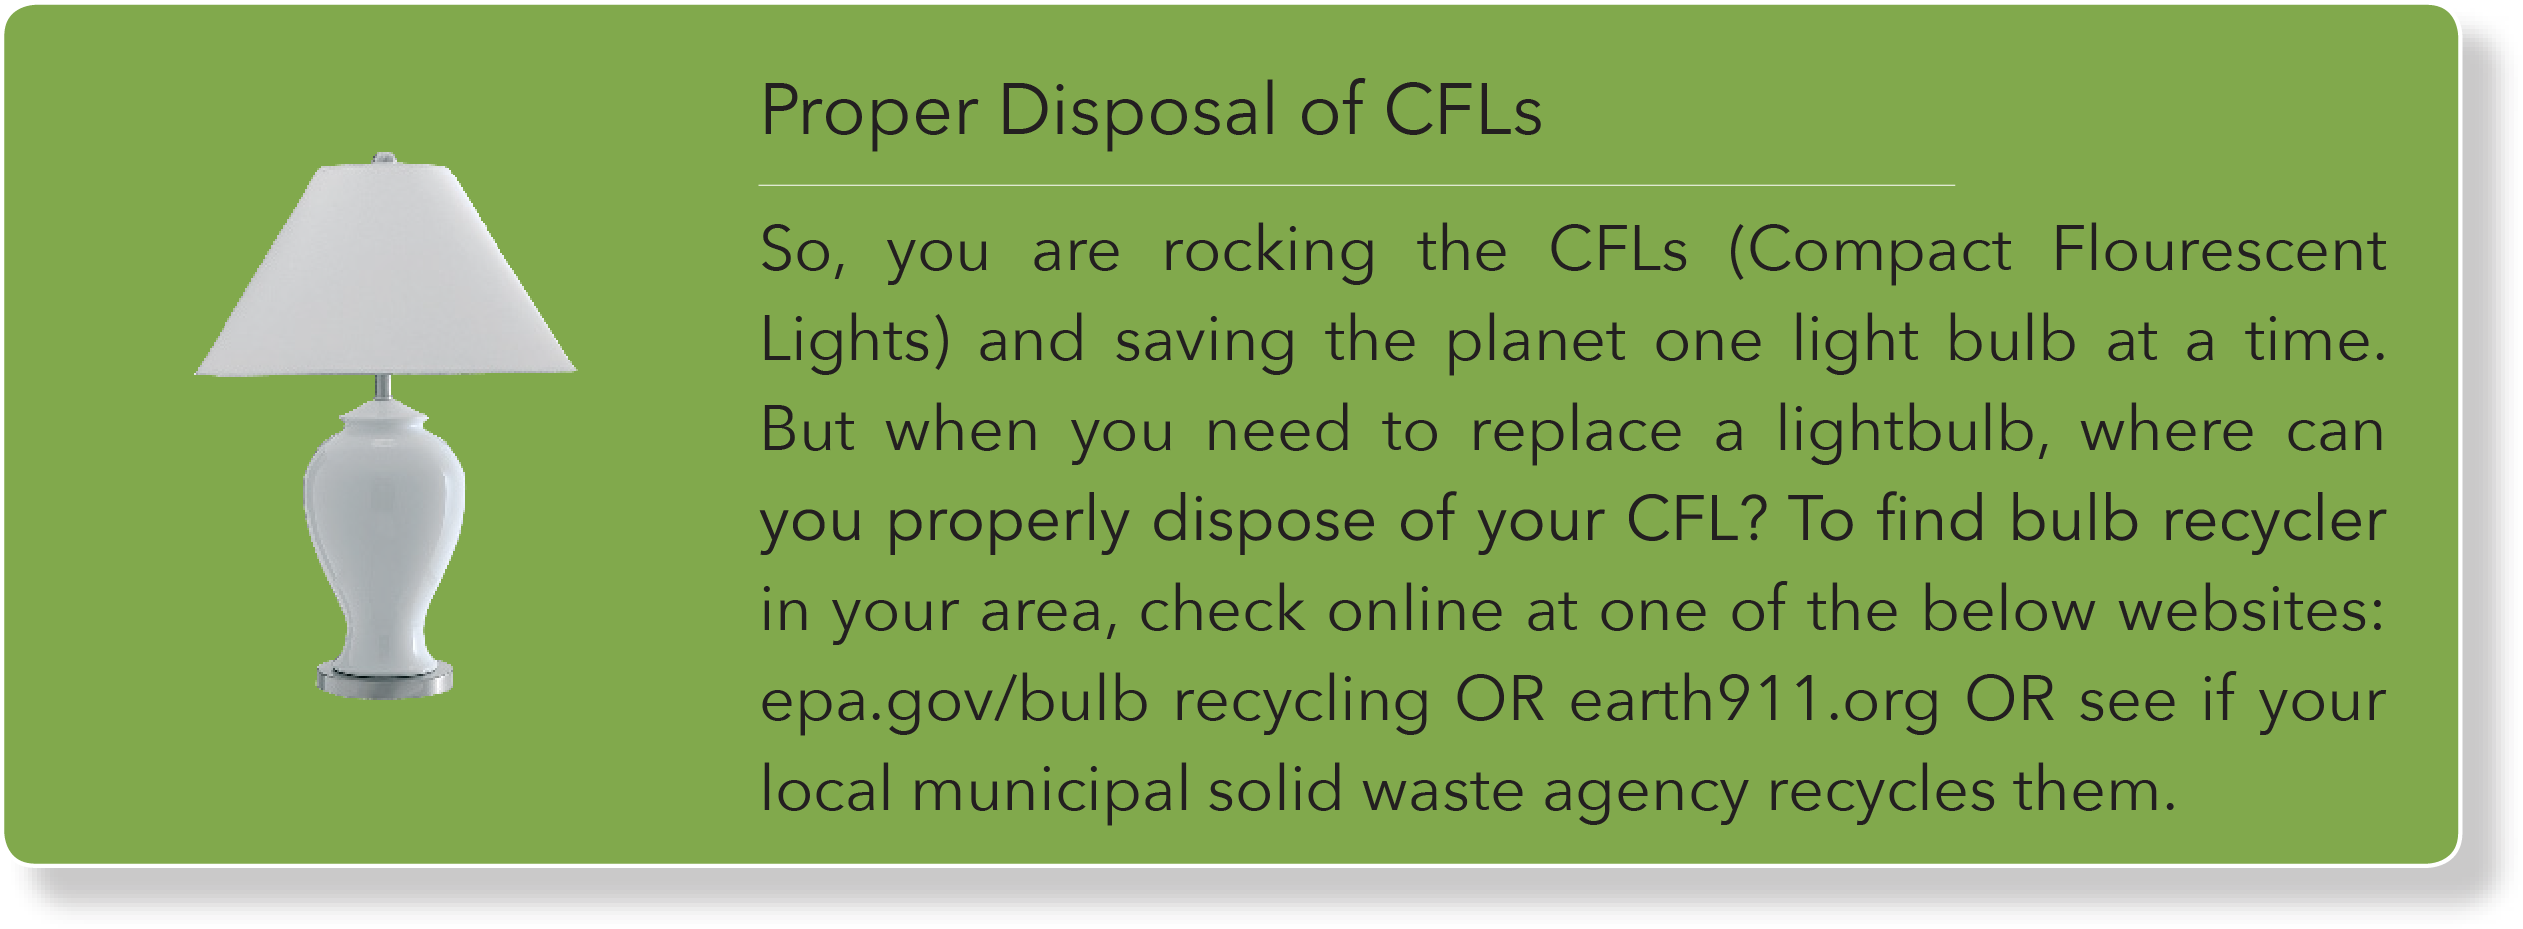 Proper Disposal of CFLs
So, you are rocking the CFLs (Compact Flourescent
Lights) and saving the planet one light bulb at a time.
But when you need to replace a lightbulb, where can
you properly dispose of your CFL? To find bulb recycler
in your area, check online at one of the below websites:
epa.gov/bulb recycling OR earth911.org OR see if your
local municipal solid waste agency recycles them.